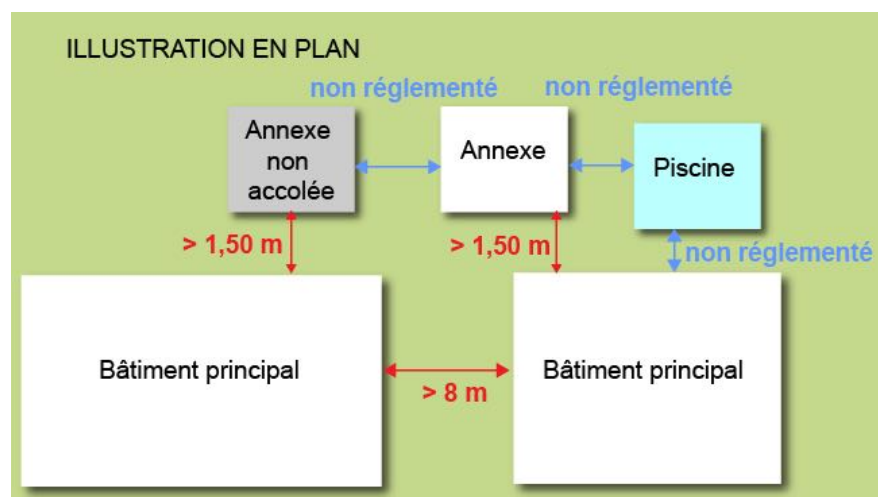 ILLUSTRATION EN PLAN
non réglementé
non réglementé
Annexe
non
accolée
Annexe
Piscine
> 1,50 m
> 1,50 m
non réglementé
Bâtiment principal
> 8 m
Bâtiment principal